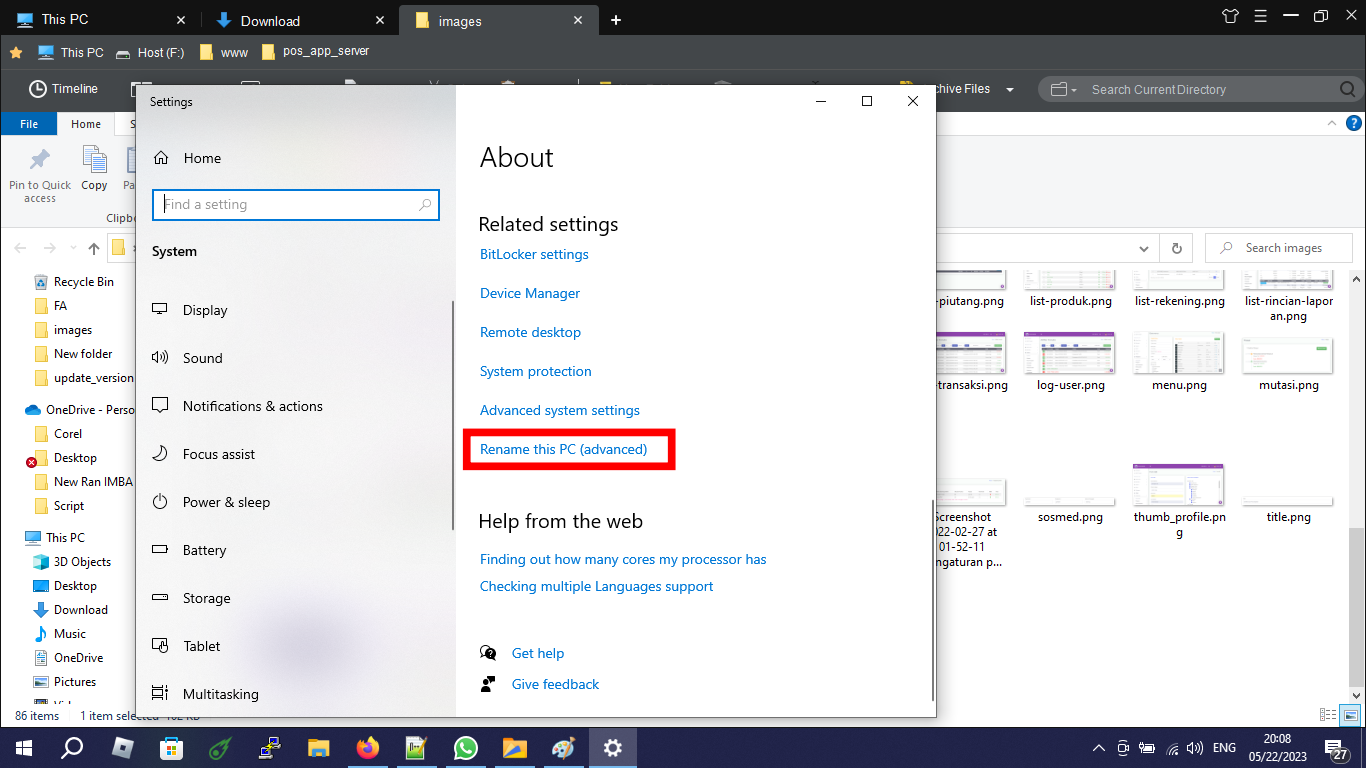 This PC
Download
images
This PC
Host (F:)
www
pos_app_server
Timeline
chive Files
Search Current Directory
File
Home
S
Pin to Quick
access
Copy
Pa
Clipb
Search images
Recycle Bin
FA
images
New folder
update_version
OneDrive - Perso
Corel
Desktop
New Ran IMBA
Script
This PC
3D Objects
Desktop
Download
Music
OneDrive
Pictures
86 items
1 item selected
Settings
Home
Find a setting
System
Display
Sound
Notifications & actions
Focus assist
Power & sleep
Battery
Storage
Tablet
Multitasking
About
Related settings
BitLocker settings
Device Manager
Remote desktop
System protection
Advanced system settings
Rename this PC (advanced)
Help from the web
Finding out how many cores my processor has
Checking multiple Languages support
Get help
Give feedback
-piutang.png
list-produk.png
list-rekening.png
list-rincian-lapor
an.png
-transaksi.png
log-user.png
menu.png
mutasi.png
Screenshot
022-02-27 at
01-52-11
ngaturan p...
sosmed.png
thumb_profile.pn
g
title.png
ENG
20:08
05/22/2023
27